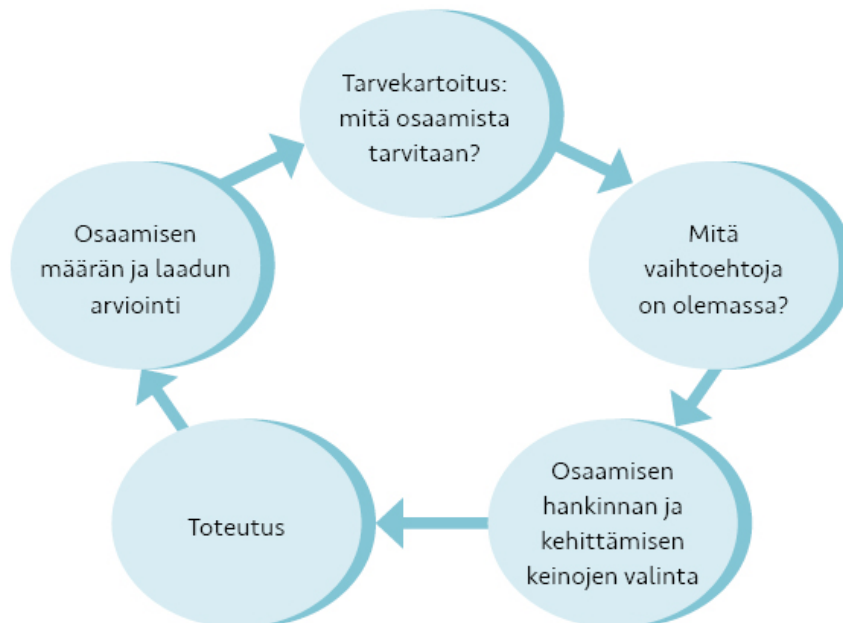 Tarvekartoitus:
mitä osaamista
tarvitaan?
Mitä
vaihtoehtoja
on olemassa?
Osaamisen
hankinnan ja
kehittämisen
keinojen valinta
Toteutus
Osaamisen
määrän ja laadun
arviointi